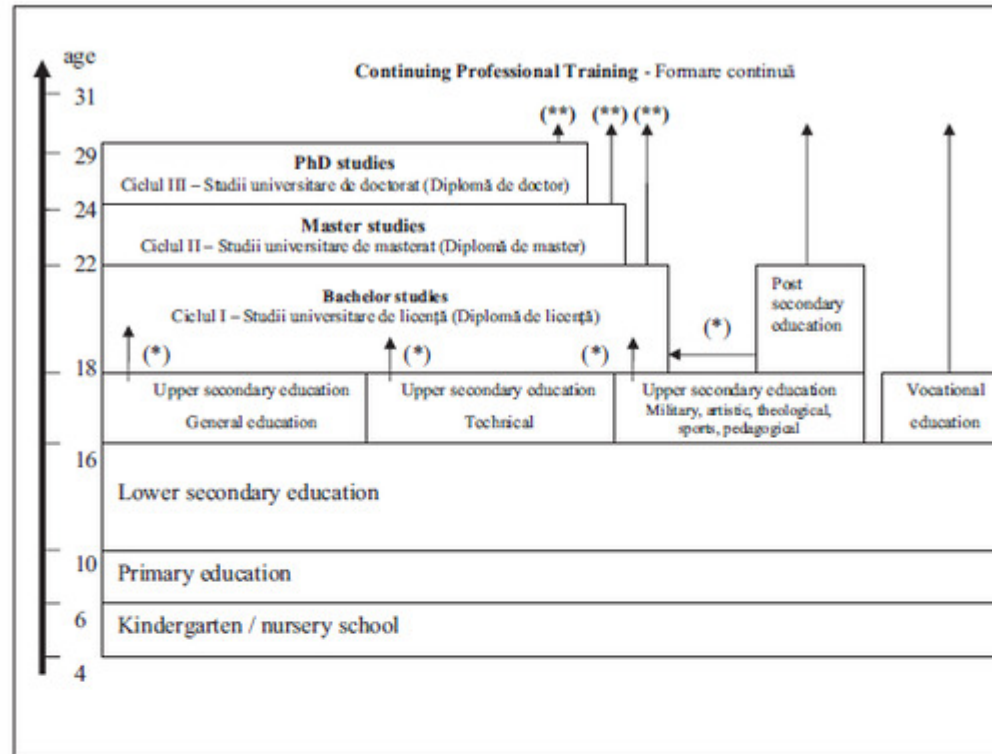 age
Continuing Professional Training - Formare continuă
31
(**) (**) (**)
29
PhD studies
Ciclul III – Studii universitare de doctorat (Diplomă de doctor)
24
Master studies
Ciclul II – Studii universitare de masterat (Diplomă de master)
22
Bachelor studies
Ciclul I – Studii universitare de licență (Diplomă de licență)
Post
secondary
education
(*) (*) (*) (*)
18
Upper secondary education
General education
Upper secondary education
Technical
Upper secondary education
Military, artistic, theological,
sports, pedagogical
Vocational
education
16
Lower secondary education
10
Primary education
6
Kindergarten / nursery school
4